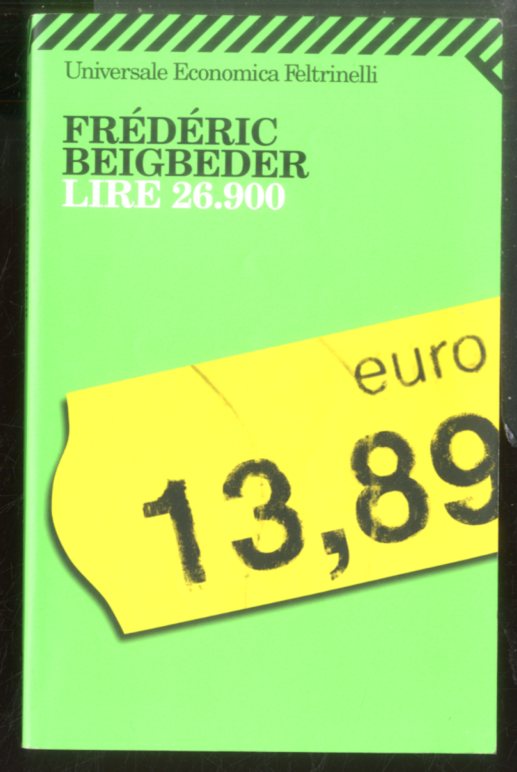 Universale Economica Feltrinelli
FRÉDÉRIC
BEIGBEDER
LIRE 26.900
euro
13,89